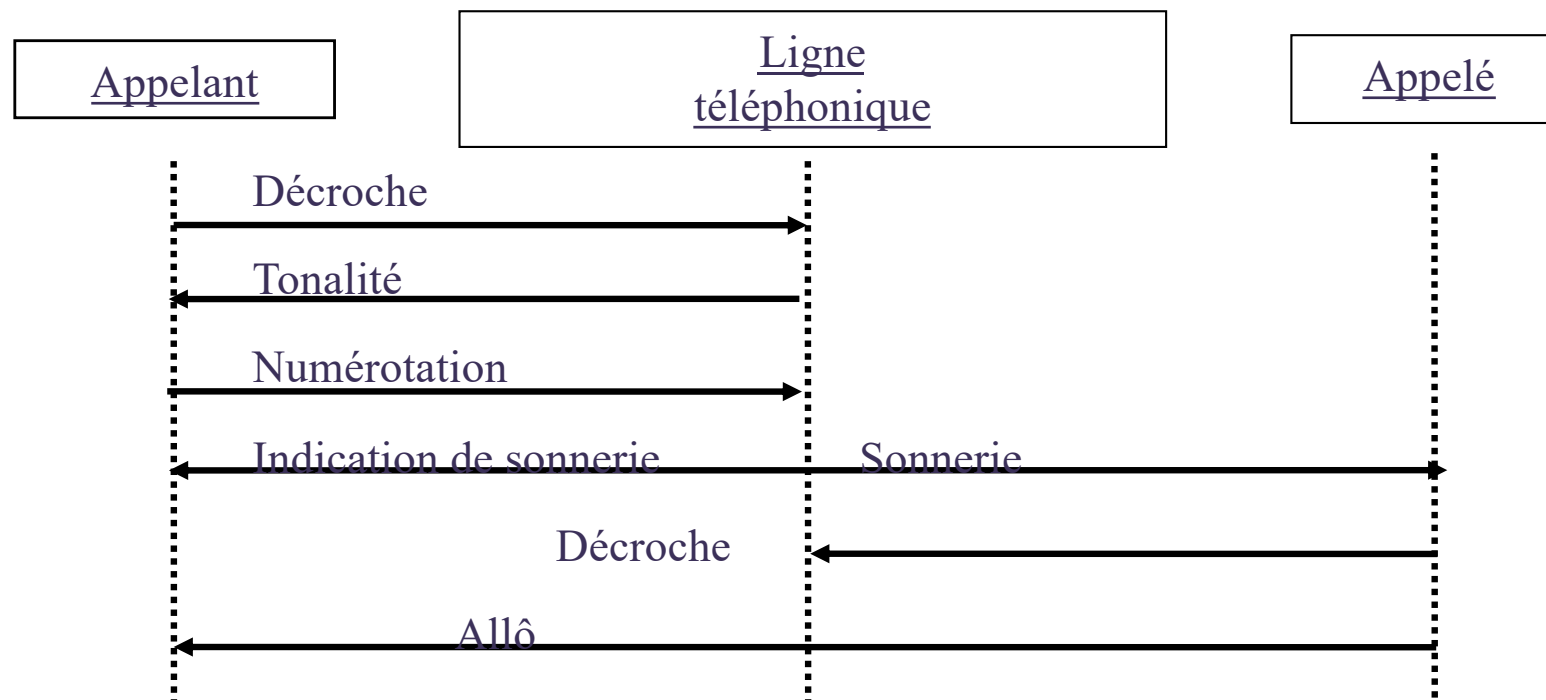 Appelant
Ligne
téléphonique
Appelé
Décroche
Tonalité
Numérotation
Indication de sonnerie
Sonnerie
Décroche
Allô